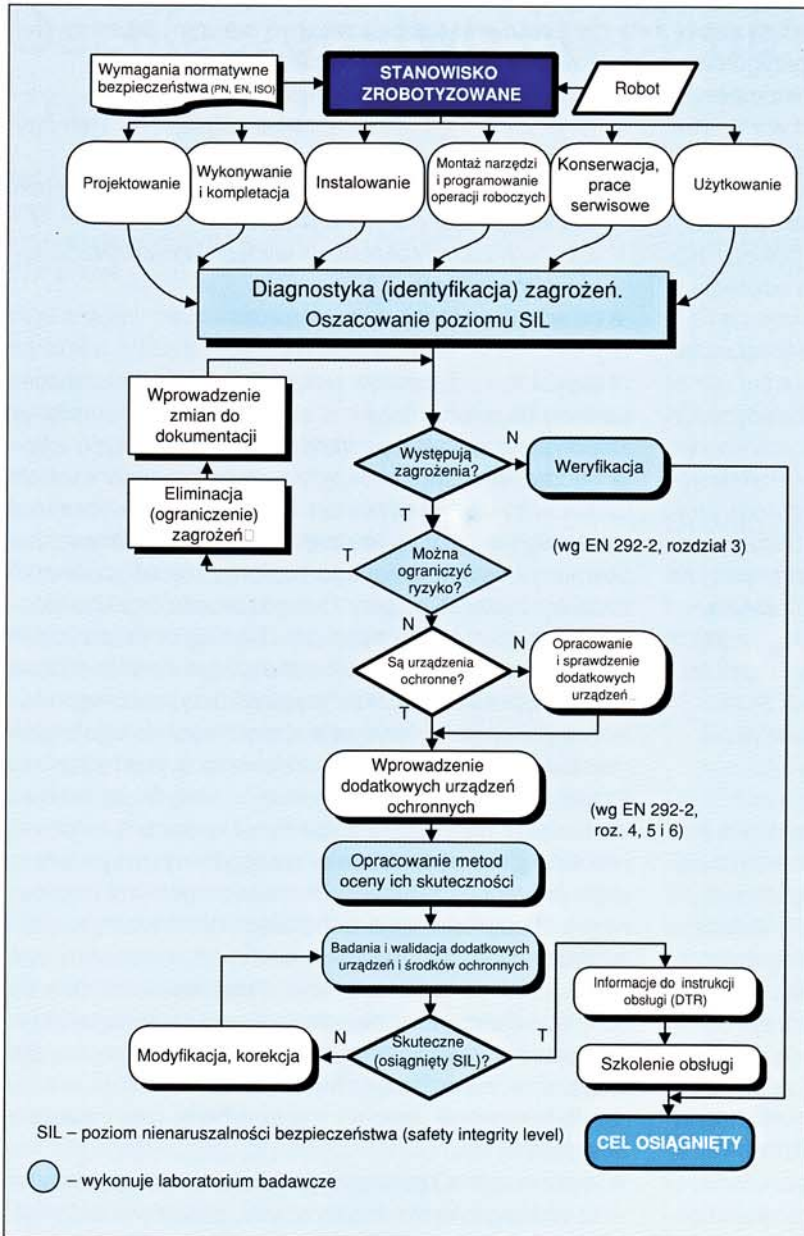 Wymagania normatywne
bezpieczeństwa (PN, EN, ISO)
STANOWISKO
ZROBOTYZOWANE
Robot
Projektowanie
Wykonywanie
i kompletacja
Instalowanie
Montaż narzędzi
i programowanie
operacji roboczych
Konserwacja,
prace
serwisowe
Użytkowanie
Diagnostyka (identyfikacja) zagrożeń.
Oszacowanie poziomu SIL
Wprowadzenie
zmian do
dokumentacji
Występują
zagrożenia?
N
Weryfikacja
Eliminacja
(ograniczenie)
zagrożeń
T
(wg EN 292-2, rozdział 3)
T
Można
ograniczyć
ryzyko?
N
Są urządzenia
ochronne?
N
Opracowanie
i sprawdzenie
dodatkowych
urządzeń
T
Wprowadzenie
dodatkowych urządzeń
ochronnych
(wg EN 292-2,
roz. 4, 5 i 6)
Opracowanie metod
oceny ich skuteczności
Badania i walidacja dodatkowych
urządzeń i środków ochronnych
Informacje do instrukcji
obsługi (DTR)
Modyfikacja, korekcja
N
Skuteczne
(osiągnięty SIL)?
T
Szkolenie obsługi
SIL – poziom nienaruszalności bezpieczeństwa (safety integrity level)
CEL OSIĄGNIĘTY
– wykonuje laboratorium badawcze